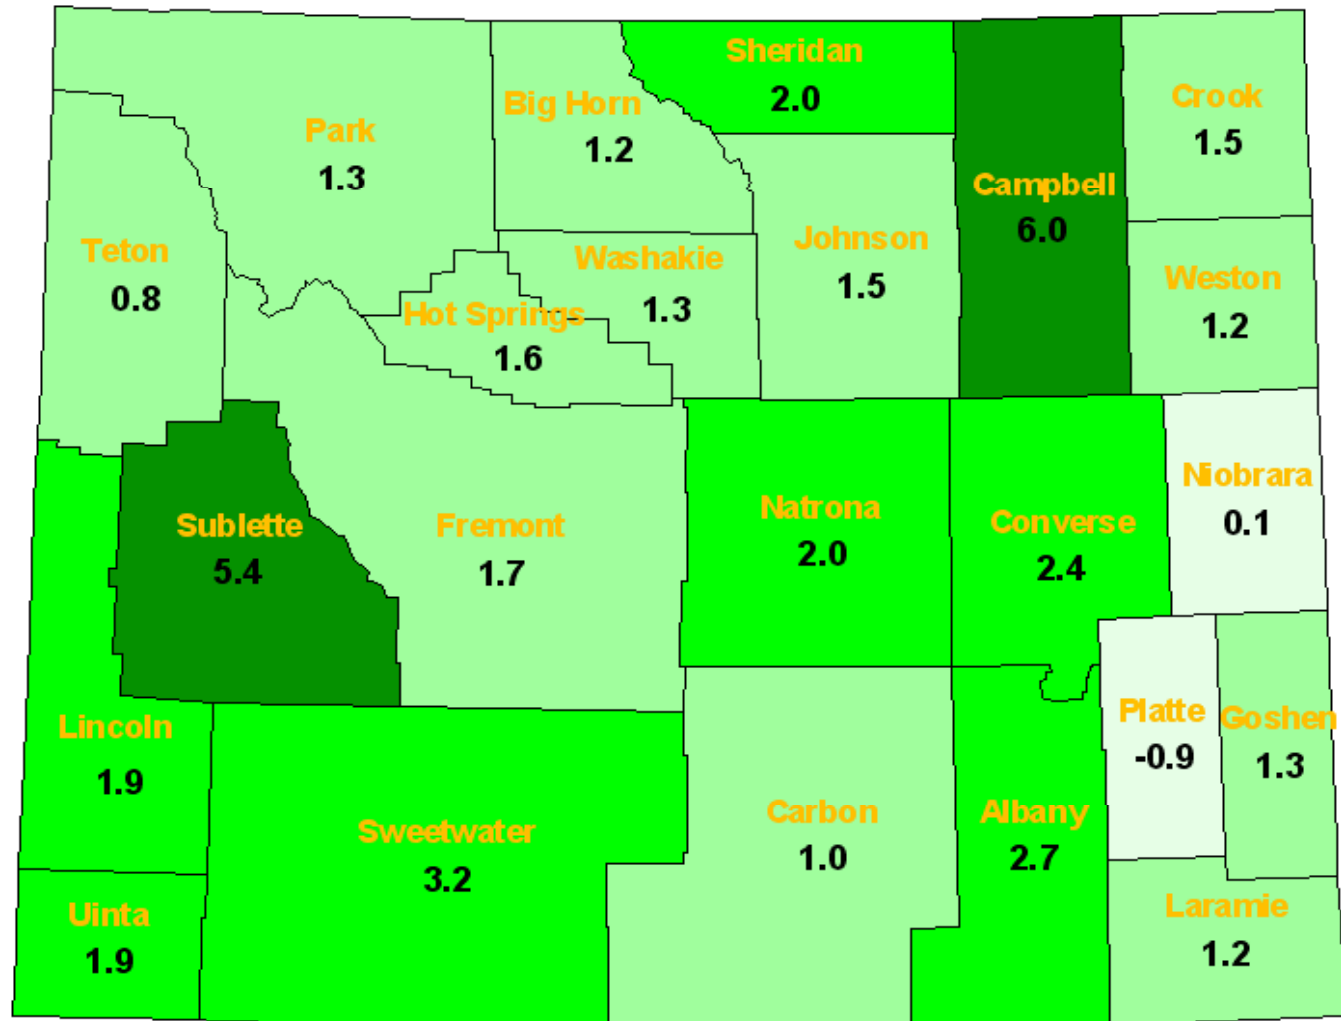 Sheridan
2.0
Big Horn
1.2
Crook
1.5
Park
1.3
Campbell
6.0
Teton
0.8
Johnson
1.5
Washakie
1.3
Weston
1.2
Hot Springs
1.6
Niobrara
0.1
Natrona
2.0
Converse
2.4
Sublette
5.4
Fremont
1.7
Platte
-0.9
Goshen
1.3
Lincoln
1.9
Carbon
1.0
Albany
2.7
Sweetwater
3.2
Laramie
1.2
Uinta
1.9